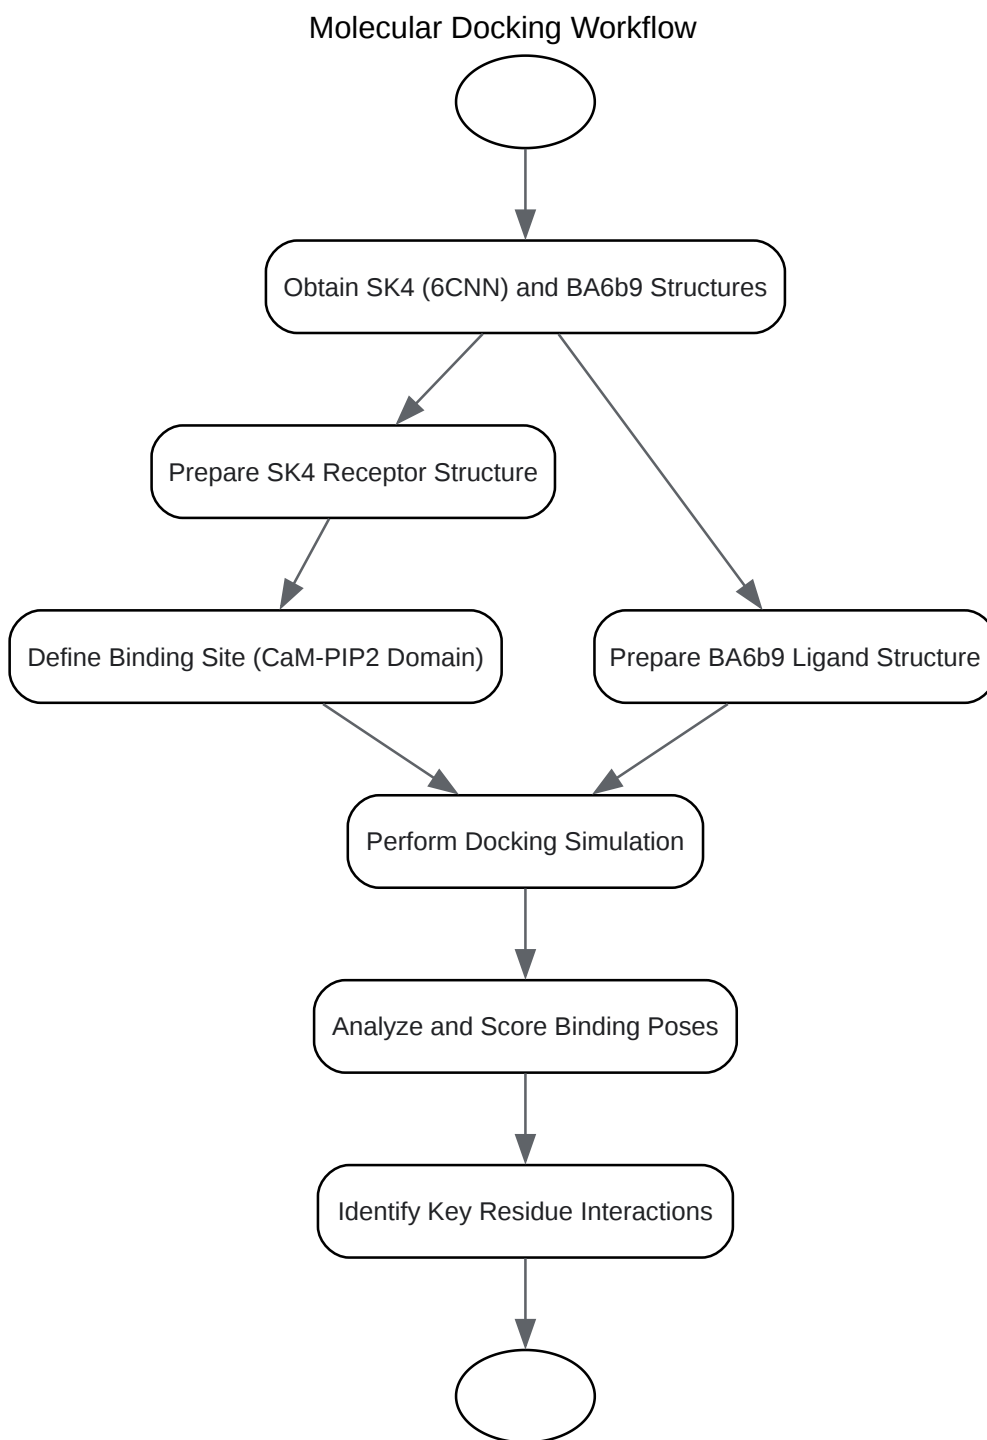 Molecular Docking Workflow
Obtain SK4 (6CNN) and BA6b9 Structures
Prepare SK4 Receptor Structure
Define Binding Site (CaM-PIP2 Domain)
Prepare BA6b9 Ligand Structure
Perform Docking Simulation
Analyze and Score Binding Poses
Identify Key Residue Interactions